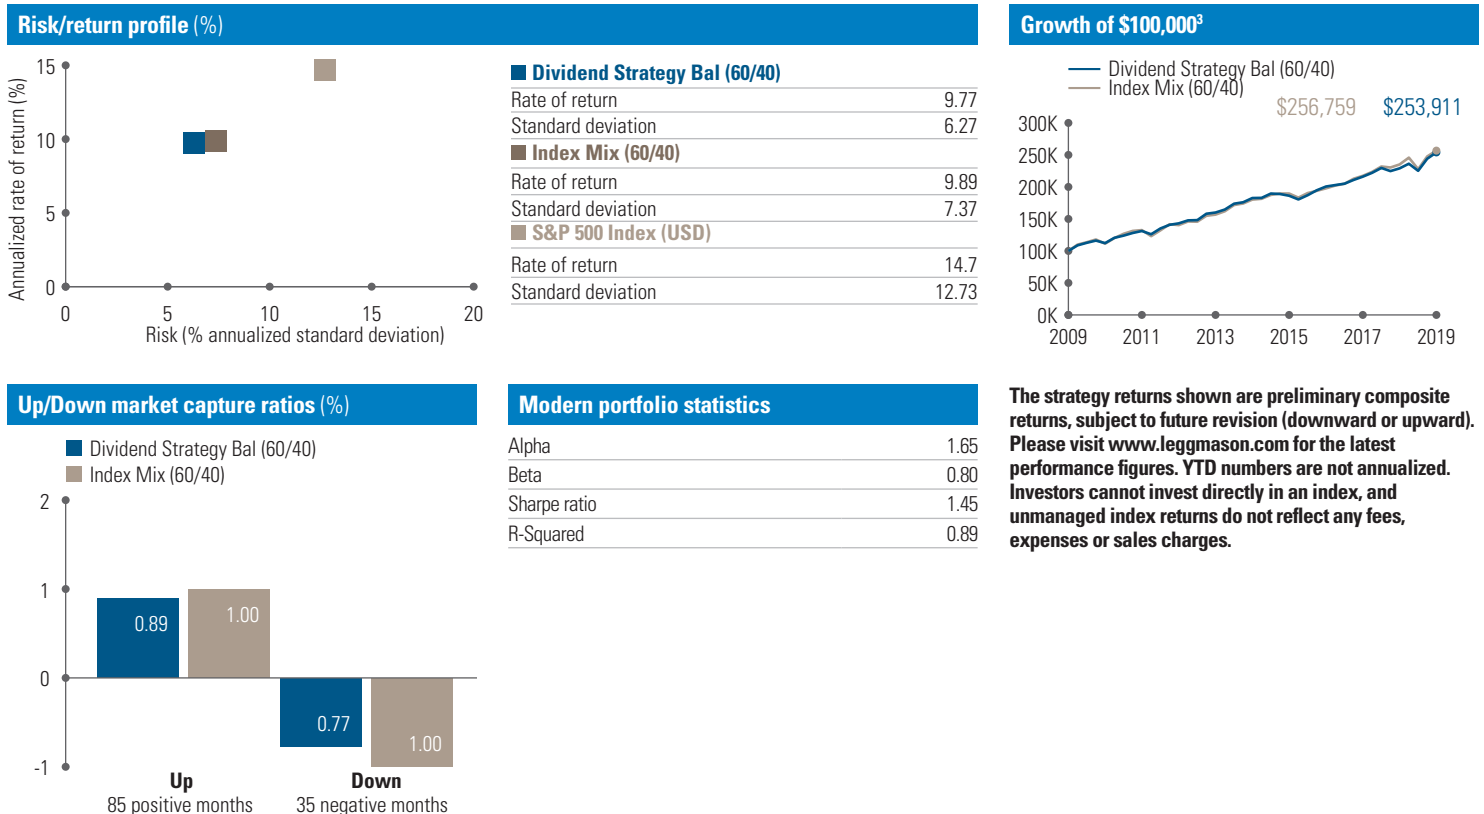 Risk/return profile (%)
15
10
5
0
Annualized rate of return (%)
0 5 10 15 20
Risk (% annualized standard deviation)
Dividend Strategy Bal (60/40)
Rate of return 9.77
Standard deviation 6.27
Index Mix (60/40)
Rate of return 9.89
Standard deviation 7.37
S&P 500 Index (USD)
Rate of return 14.7
Standard deviation 12.73
Growth of $100,000³
Dividend Strategy Bal (60/40)
Index Mix (60/40)
$256,759 $253,911
300K
250K
200K
150K
100K
50K
0K
2009 2011 2013 2015 2017 2019
Up/Down market capture ratios (%)
Dividend Strategy Bal (60/40)
Index Mix (60/40)
2
1
0
-1
0.89
1.00
0.77
1.00
Up
85 positive months
Down
35 negative months
Modern portfolio statistics
Alpha 1.65
Beta 0.80
Sharpe ratio 1.45
R-Squared 0.89
The strategy returns shown are preliminary composite
returns, subject to future revision (downward or upward).
Please visit www.leggmason.com for the latest
performance figures. YTD numbers are not annualized.
Investors cannot invest directly in an index, and
unmanaged index returns do not reflect any fees,
expenses or sales charges.